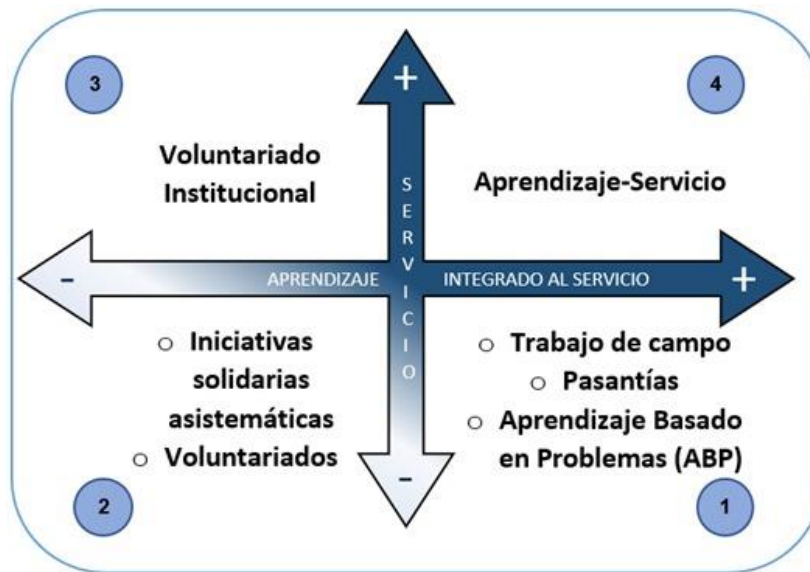 3
+
4
Voluntariado
Institucional
Aprendizaje-Servicio
SERVICIO
-
APRENDIZAJE
INTEGRADO AL SERVICIO
+
o Iniciativas
solidarias
asistemáticas
o Voluntariados
o Trabajo de campo
o Pasantías
o Aprendizaje Basado
en Problemas (ABP)
-
2
1